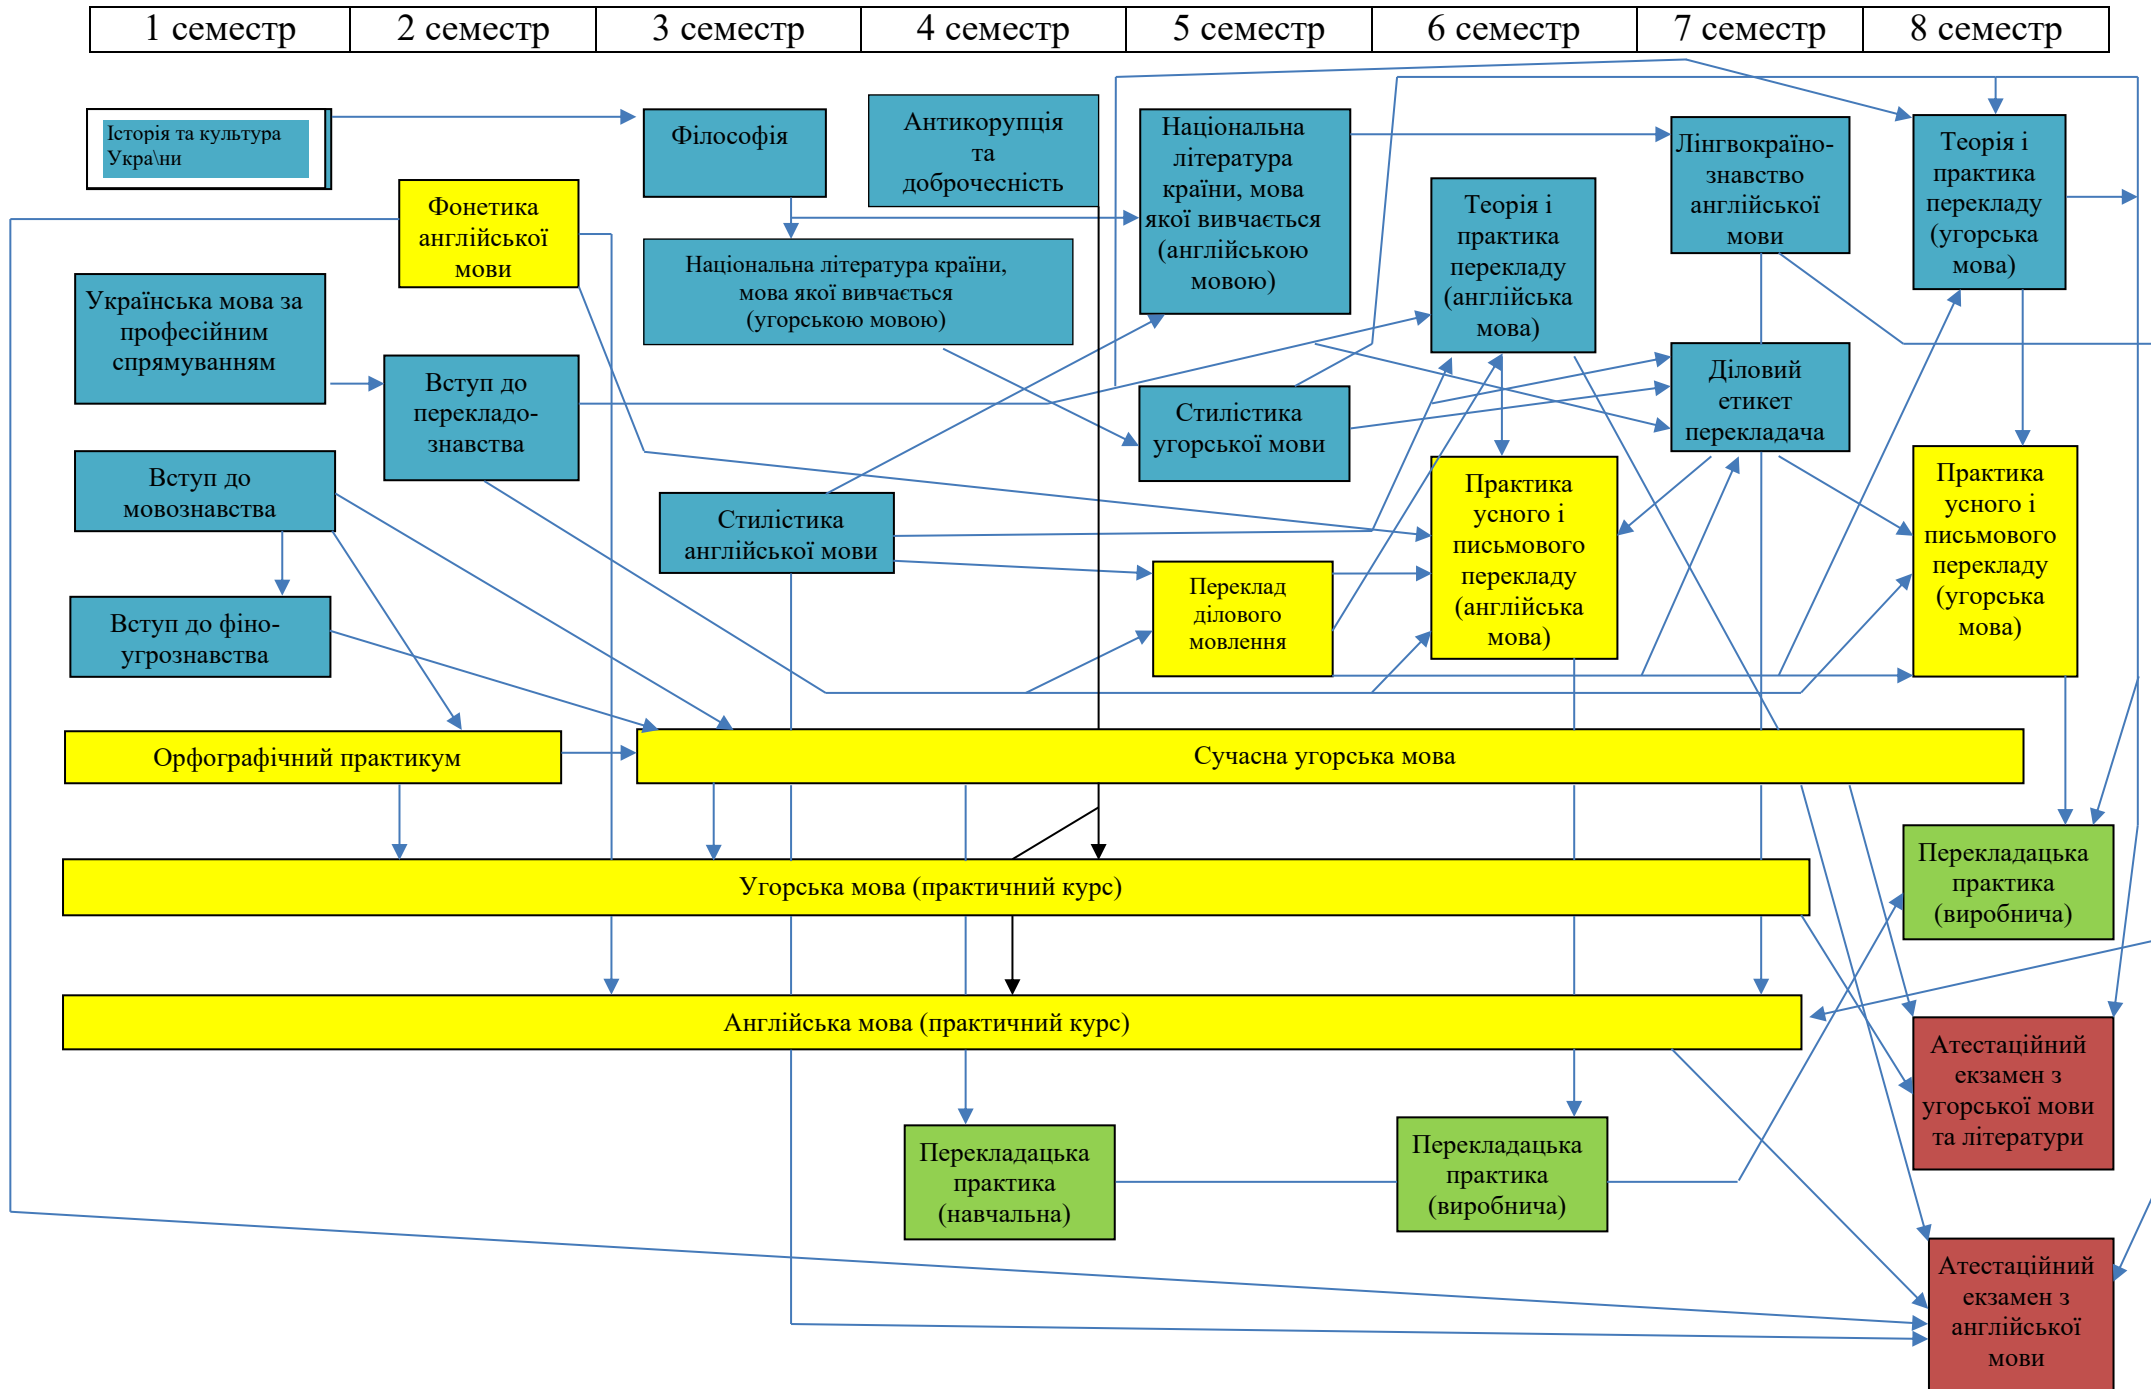 1 семестр
2 семестр
3 семестр
4 семестр
5 семестр
6 семестр
7 семестр
8 семестр
Історія та культура
Укра\ни
Філософія
Антикорупція
та
доброчесність
Національна
література
країни, мова
якої вивчається
(англійською
мовою)
Лінгвокраїно-
знавство
англійської
мови
Теорія і
практика
перекладу
(угорська
мова)
Фонетика
англійської
мови
Теорія і
практика
перекладу
(англійська
мова)
Національна література країни,
мова якої вивчається
(угорською мовою)
Українська мова за
професійним
спрямуванням
Вступ до
перекладо-
знавства
Стилістика
угорської мови
Діловий
етикет
перекладача
Вступ до
мовознавства
Стилістика
англійської мови
Практика
усного і
письмового
перекладу
(англійська
мова)
Практика
усного і
письмового
перекладу
(угорська
мова)
Переклад
ділового
мовлення
Вступ до фіно-
угрознавства
Орфографічний практикум
Сучасна угорська мова
Угорська мова (практичний курс)
Перекладацька
практика
(виробнича)
Англійська мова (практичний курс)
Атестаційний
екзамен з
угорської мови
та літератури
Перекладацька
практика
(навчальна)
Перекладацька
практика
(виробнича)
Атестаційний
екзамен з
англійської
мови